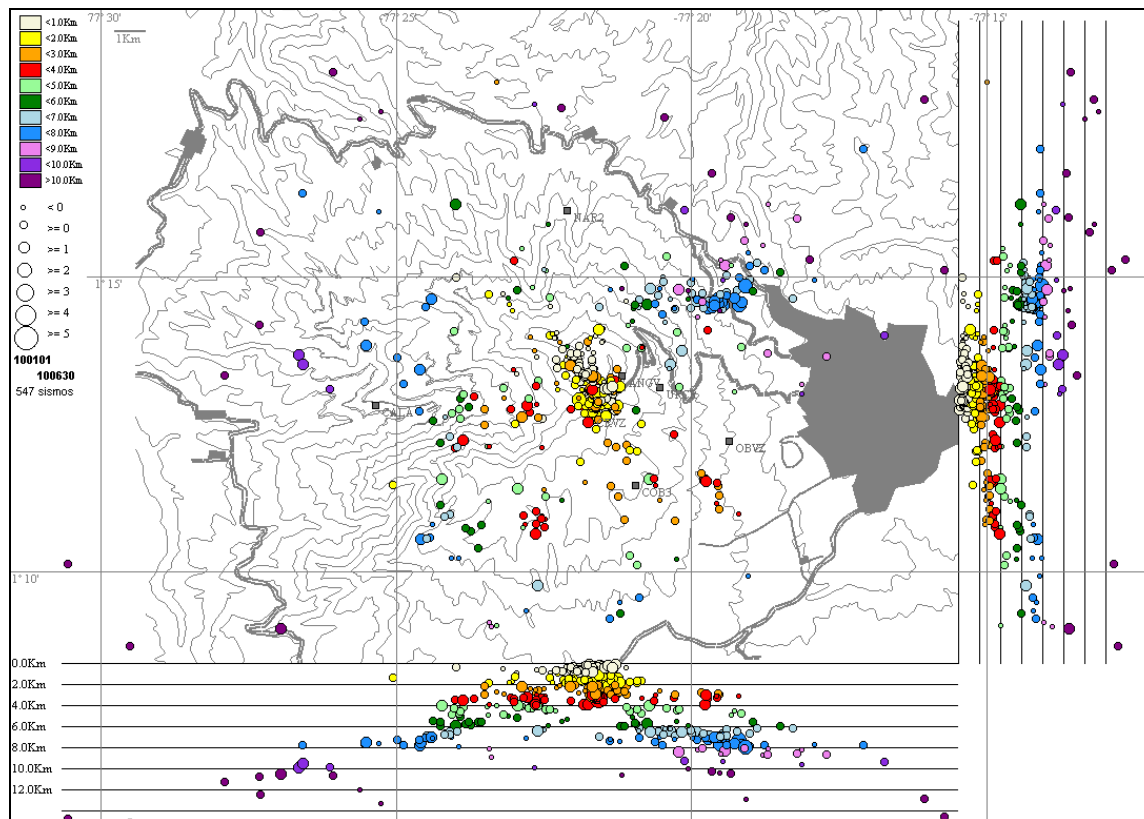 77° 30'
77° 25'
77° 20'
77° 15'
1Km
<1.0Km
<2.0Km
<3.0Km
<4.0Km
<5.0Km
<6.0Km
<7.0Km
<8.0Km
<9.0Km
<10.0Km
>10.0Km
< 0
>= 0
>= 1
>= 2
>= 3
>= 4
>= 5
100101
100630
547 sismos
NAR2
1° 15'
ANGV
OBVZ
COB3
1° 10'
0.0Km
2.0Km
4.0Km
6.0Km
8.0Km
10.0Km
12.0Km